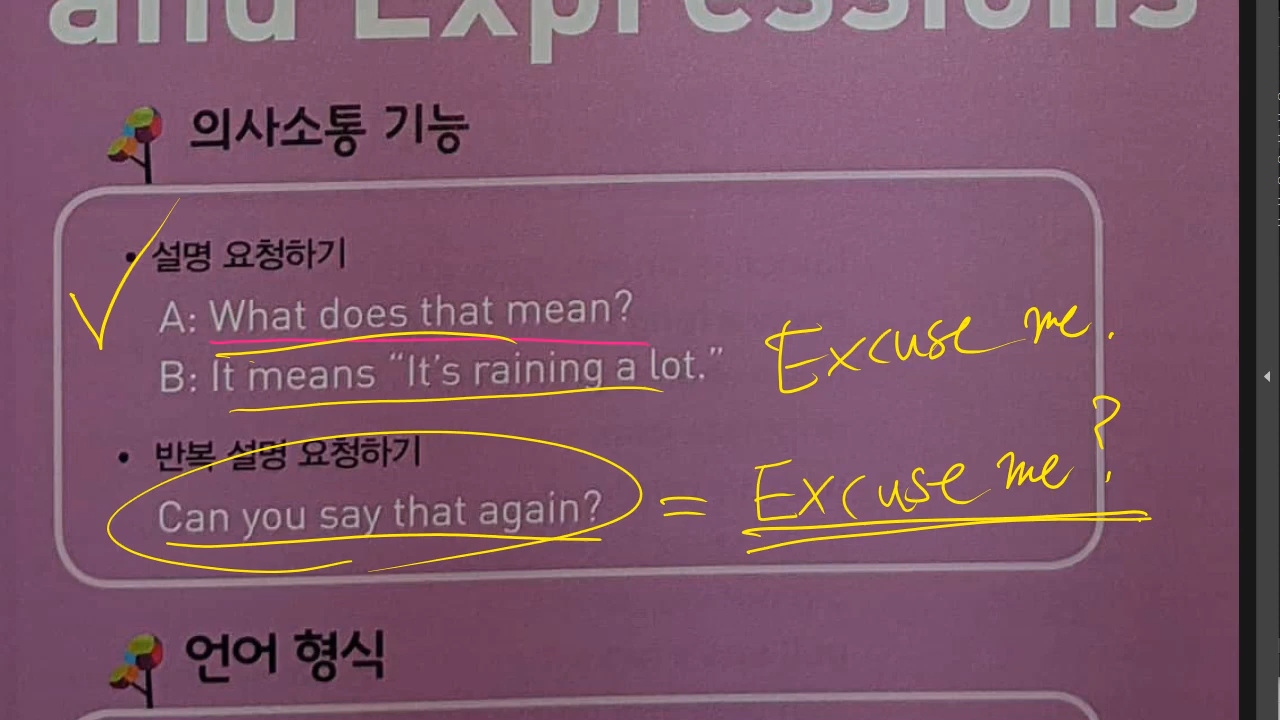 and Expressions
의사소통 기능
• 설명 요청하기
A: What does that mean?
B: It means “It's raining a lot.”
Excuse me.
• 반복 설명 요청하기
Can you say that again? = Excuse me?
언어 형식